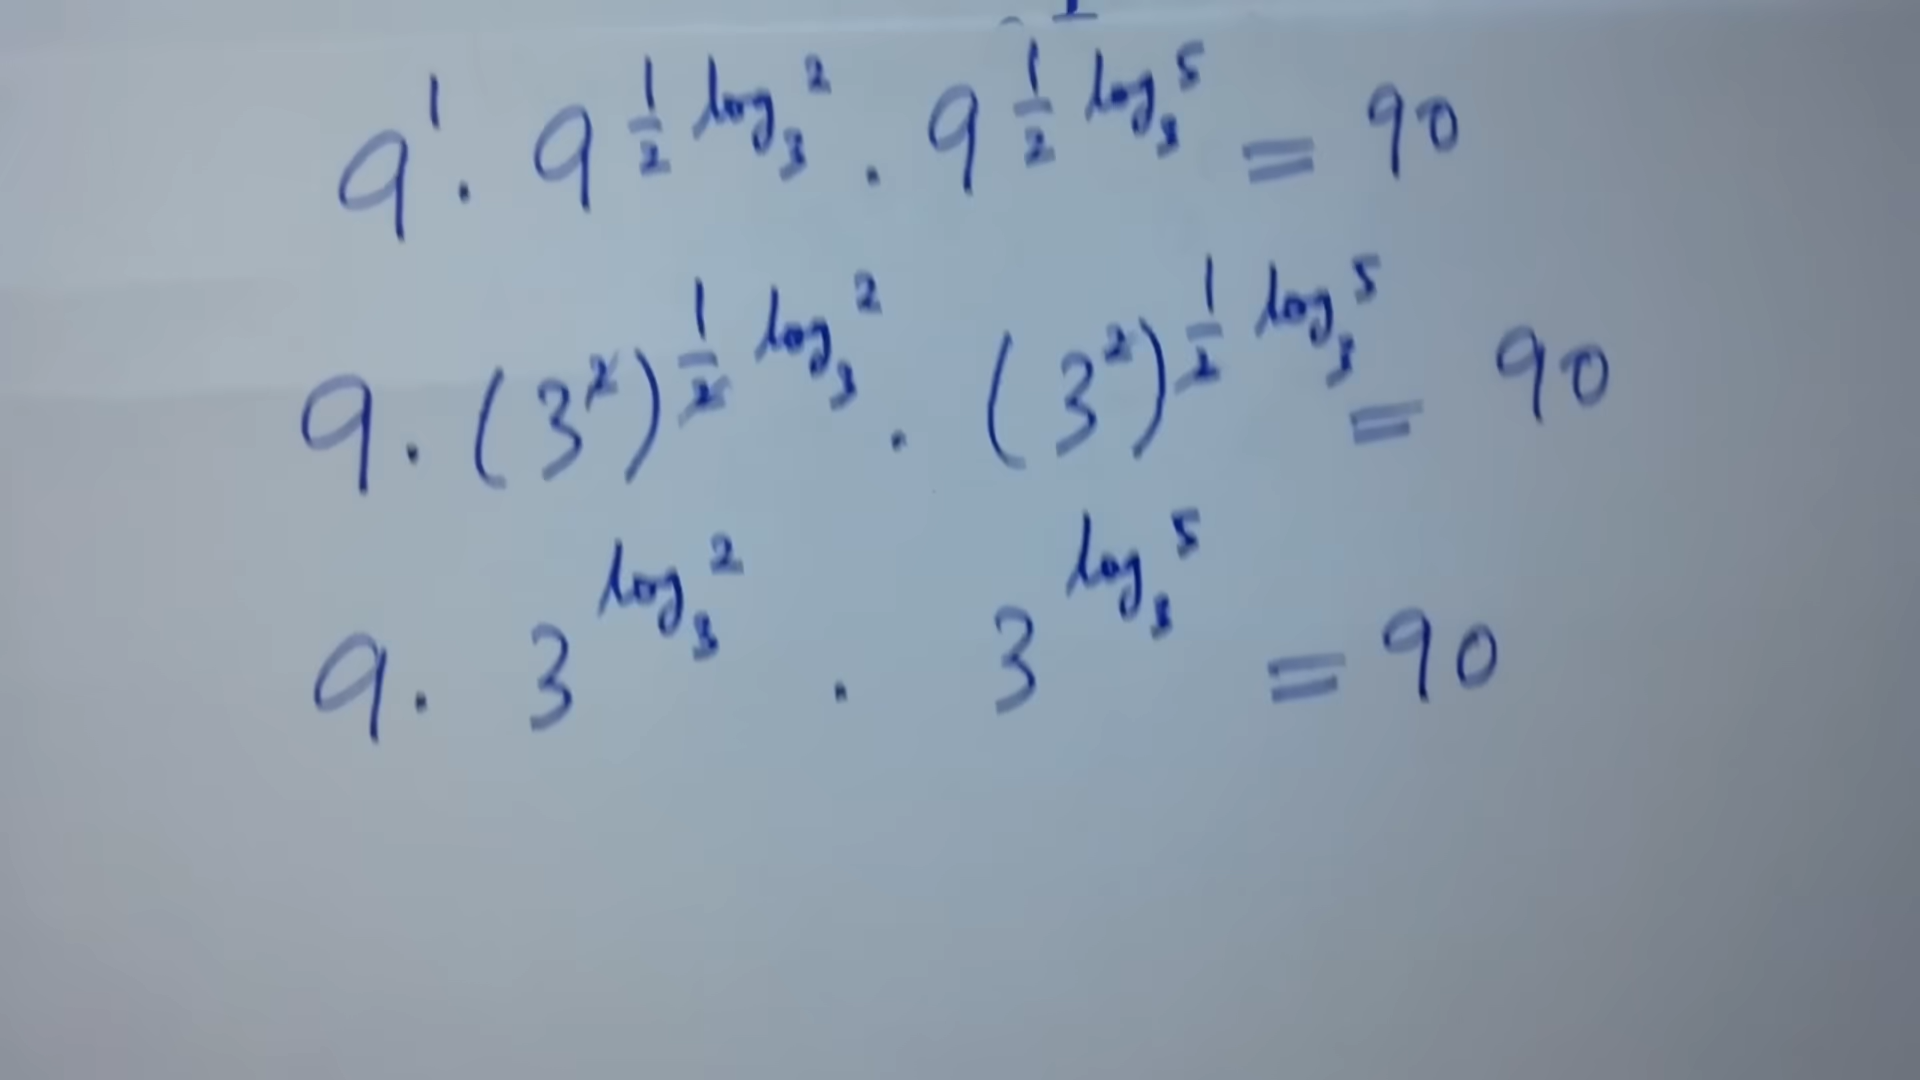 9¹ · 9^(1/2 log₃ 2) · 9^(1/2 log₃ 5) = 90
9 · (3²)^(1/2 log₃ 2) · (3²)^(1/2 log₃ 5) = 90
9 · 3^(log₃ 2) · 3^(log₃ 5) = 90